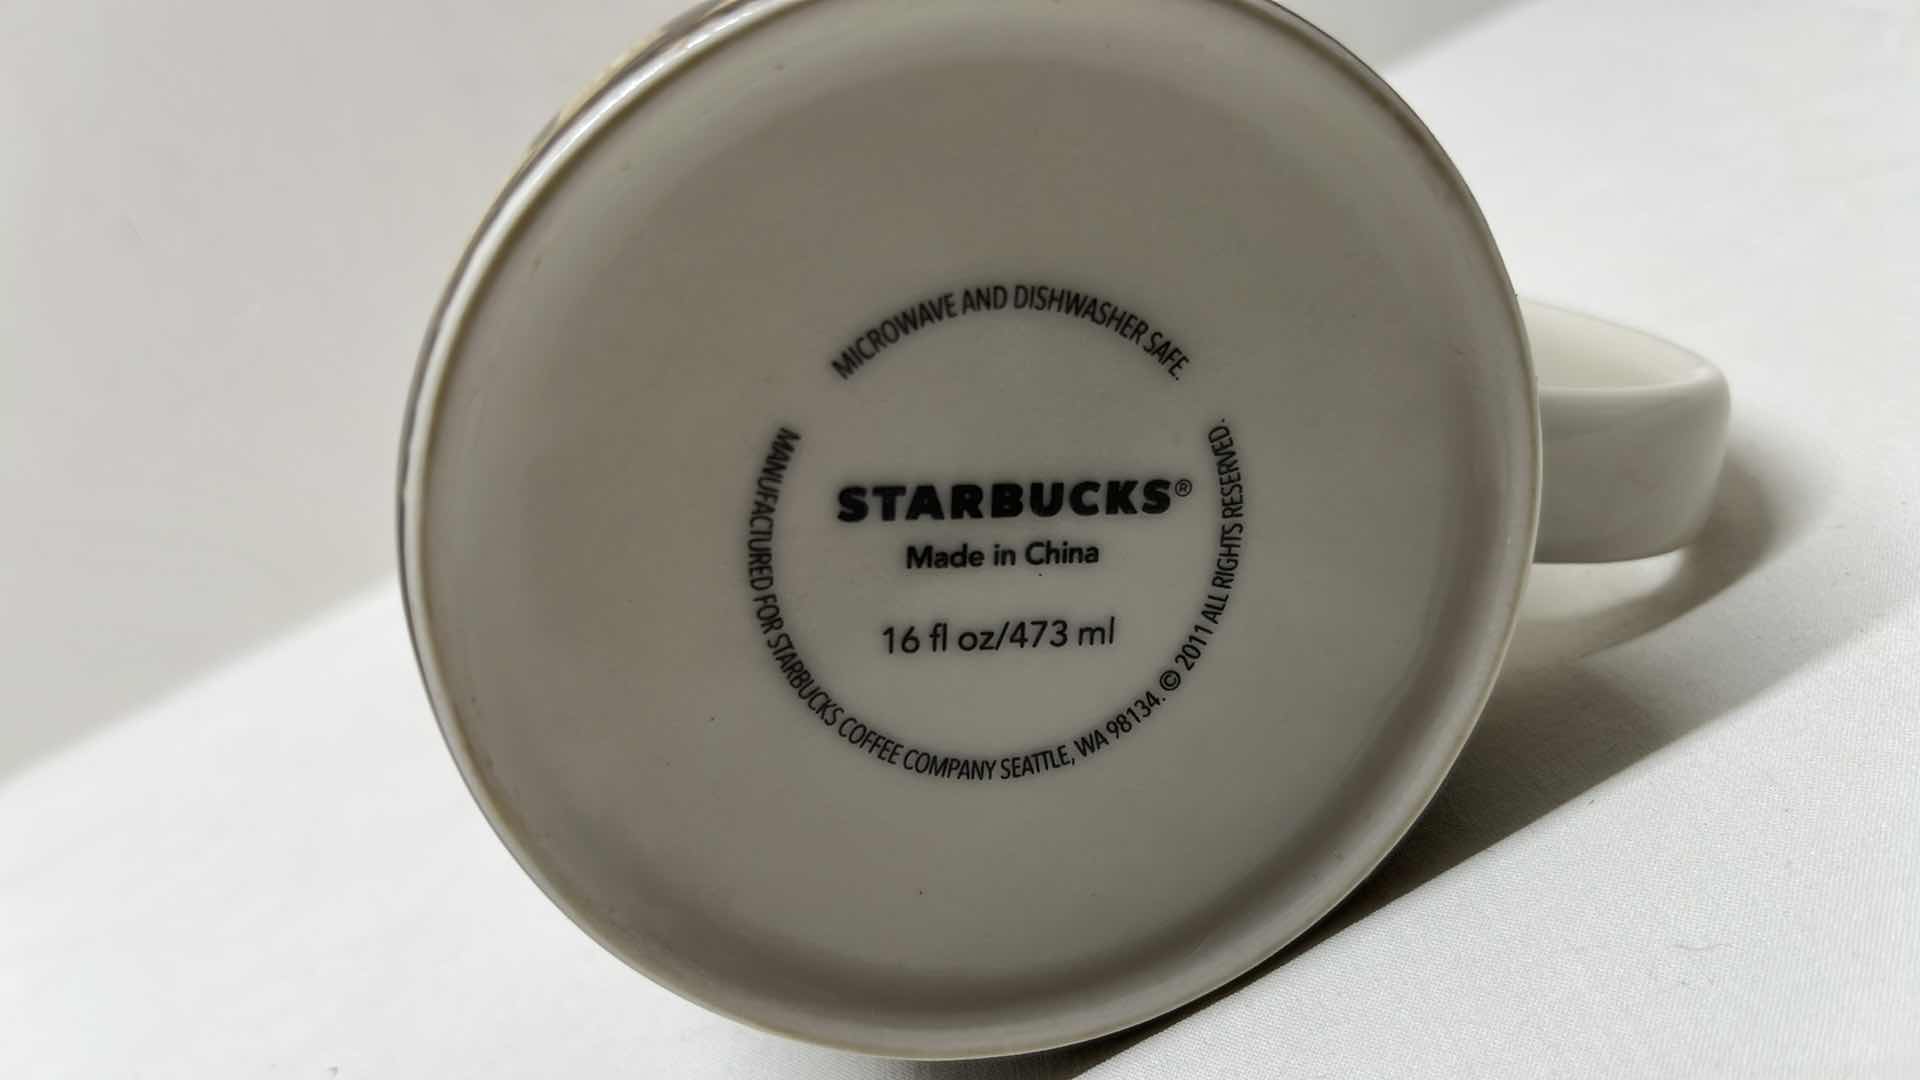 MICROWAVE AND DISHWASHER SAFE.
STARBUCKS®
Made in China
16 fl oz/473 ml
MANUFACTURED FOR STARBUCKS COFFEE COMPANY SEATTLE, WA 98134. © 2011 ALL RIGHTS RESERVED.